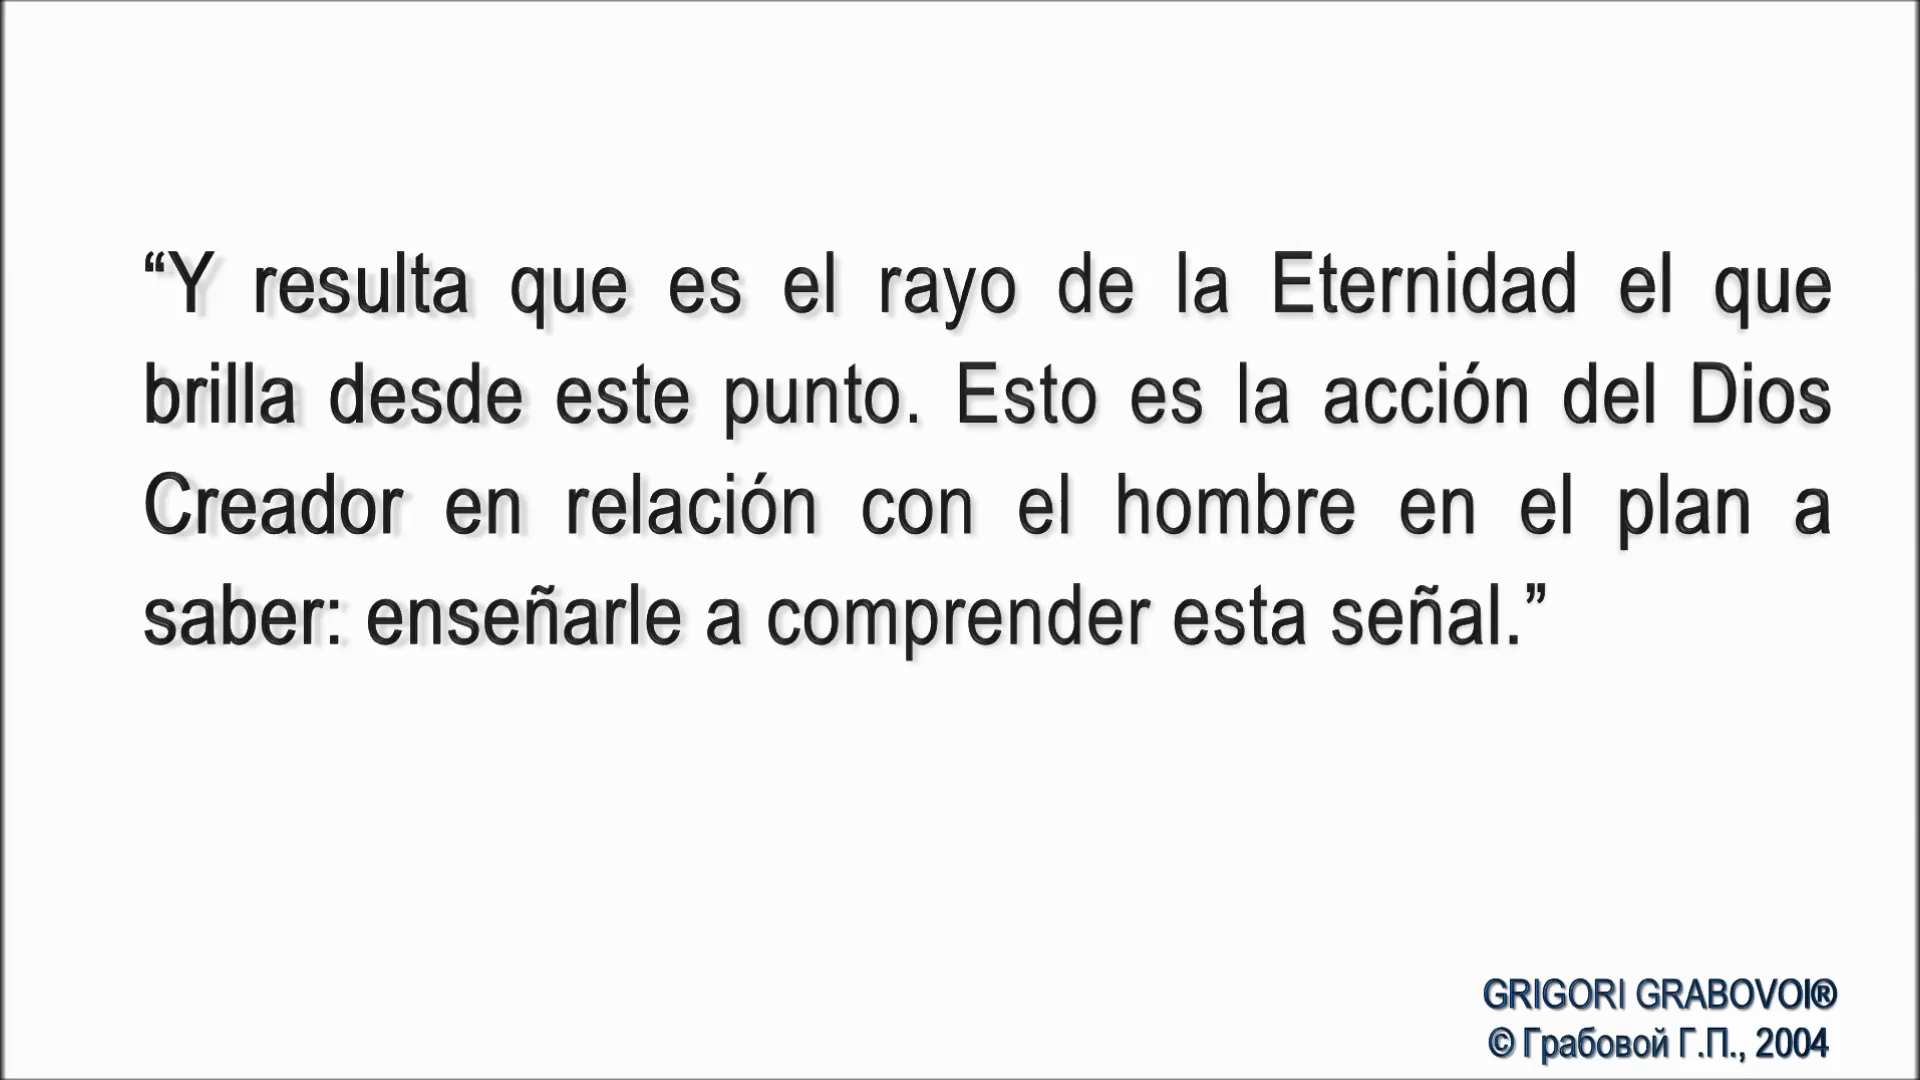 “Y resulta que es el rayo de la Eternidad el que
brilla desde este punto. Esto es la acción del Dios
Creador en relación con el hombre en el plan a
saber: enseñarle a comprender esta señal.”
GRIGORI GRABOVOI®
© Грабовой Г.П., 2004